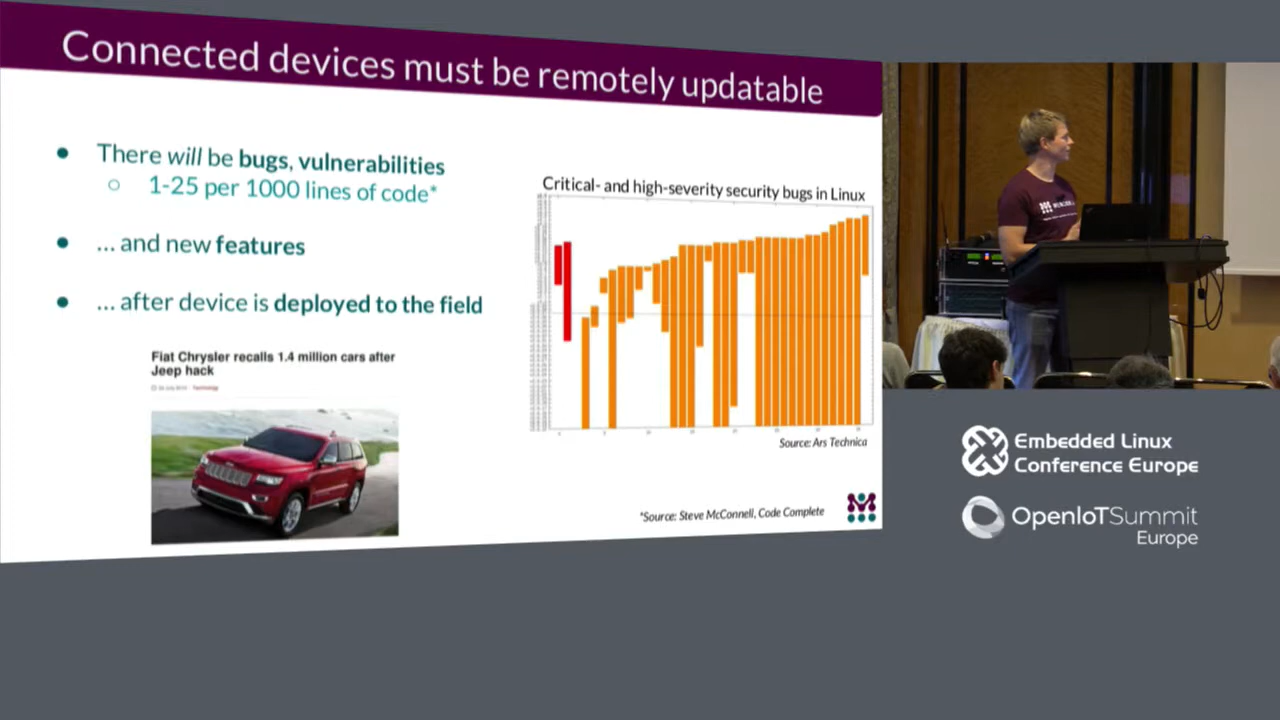 Connected devices must be remotely updatable
There will be bugs, vulnerabilities
1-25 per 1000 lines of code*
... and new features
... after device is deployed to the field
Fiat Chrysler recalls 1.4 million cars after
Jeep hack
Technology
Critical- and high-severity security bugs in Linux
Source: Ars Technica
*Source: Steve McConnell, Code Complete
Embedded Linux
Conference Europe
OpenIoTSummit
Europe